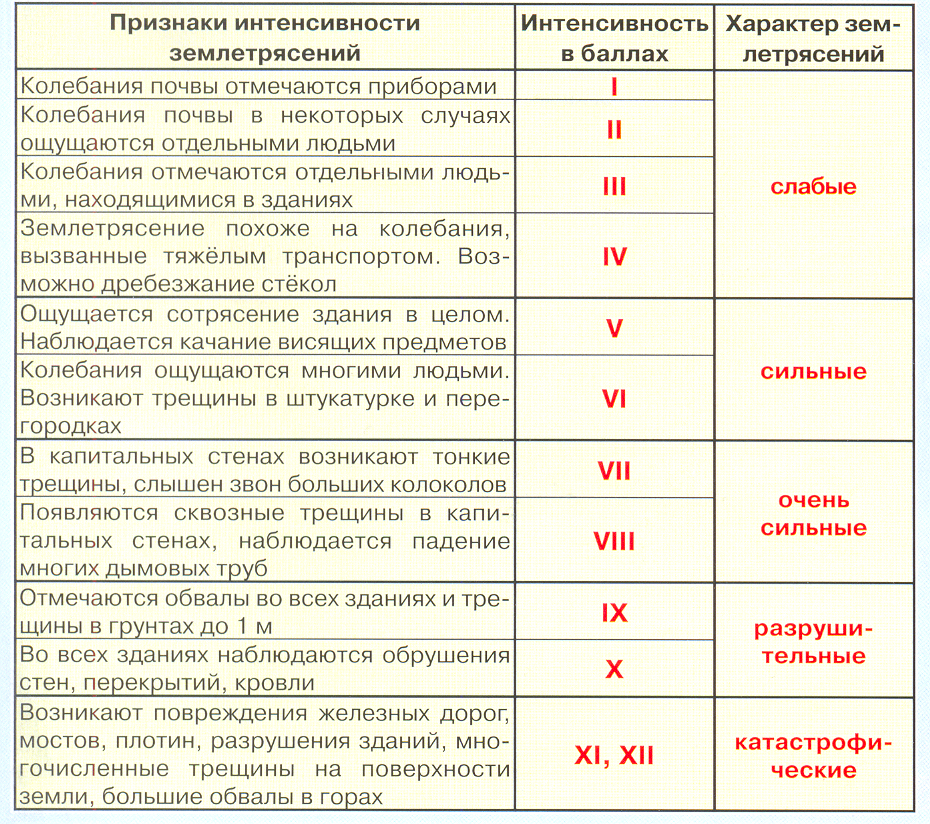 Признаки интенсивности
землетрясений
Интенсивность
в баллах
Характер зем-
летрясений
Колебания почвы отмечаются приборами
I
Колебания почвы в некоторых случаях
ощущаются отдельными людьми
II
Колебания отмечаются отдельными людь-
ми, находящимися в зданиях
III
Землетрясение похоже на колебания,
вызванные тяжёлым транспортом. Воз-
можно дребезжание стёкол
IV
слабые
Ощущается сотрясение здания в целом.
Наблюдается качание висящих предметов
V
Колебания ощущаются многими людьми.
Возникают трещины в штукатурке и пере-
городках
VI
сильные
В капитальных стенах возникают тонкие
трещины, слышен звон больших колоколов
VII
Появляются сквозные трещины в капи-
тальных стенах, наблюдается падение
многих дымовых труб
VIII
очень
сильные
Отмечаются обвалы во всех зданиях и тре-
щины в грунтах до 1 м
IX
Во всех зданиях наблюдаются обрушения
стен, перекрытий, кровли
X
разруши-
тельные
Возникают повреждения железных дорог,
мостов, плотин, разрушения зданий, мно-
гочисленные трещины на поверхности
земли, большие обвалы в горах
XI, XII
катастрофи-
ческие